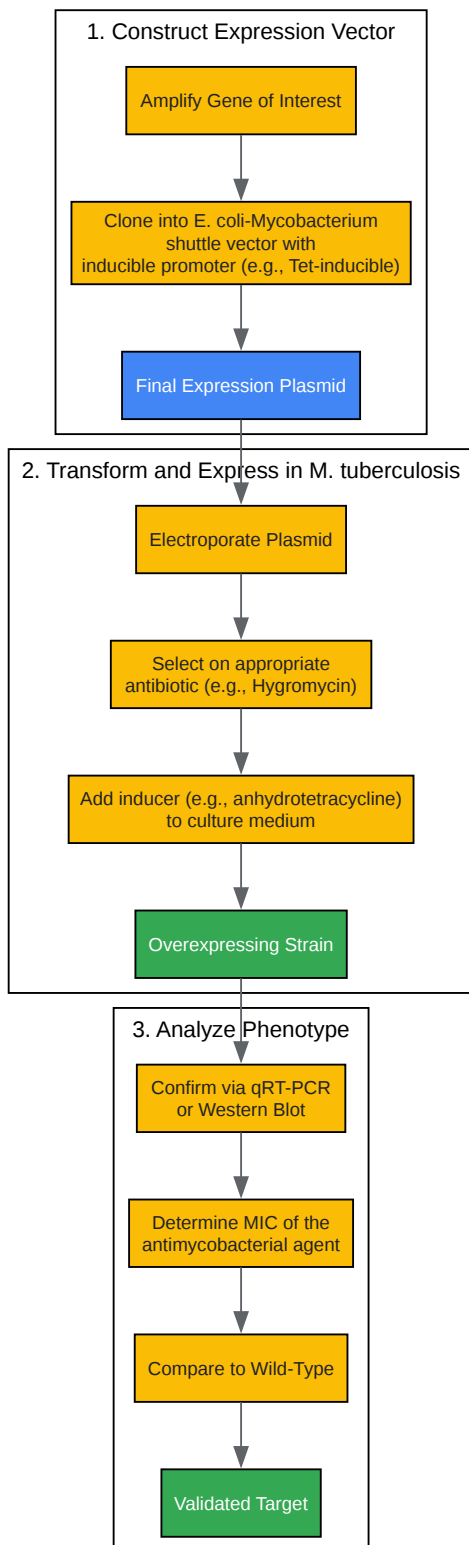 1. Construct Expression Vector
Amplify Gene of Interest
Clone into E. coli-Mycobacterium
shuttle vector with
inducible promoter (e.g., Tet-inducible)
Final Expression Plasmid
2. Transform and Express in M. tuberculosis
Electroporate Plasmid
Select on appropriate
antibiotic (e.g., Hygromycin)
Add inducer (e.g., anhydrotetracycline)
to culture medium
Overexpressing Strain
3. Analyze Phenotype
Confirm via qRT-PCR
or Western Blot
Determine MIC of the
antimycobacterial agent
Compare to Wild-Type
Validated Target